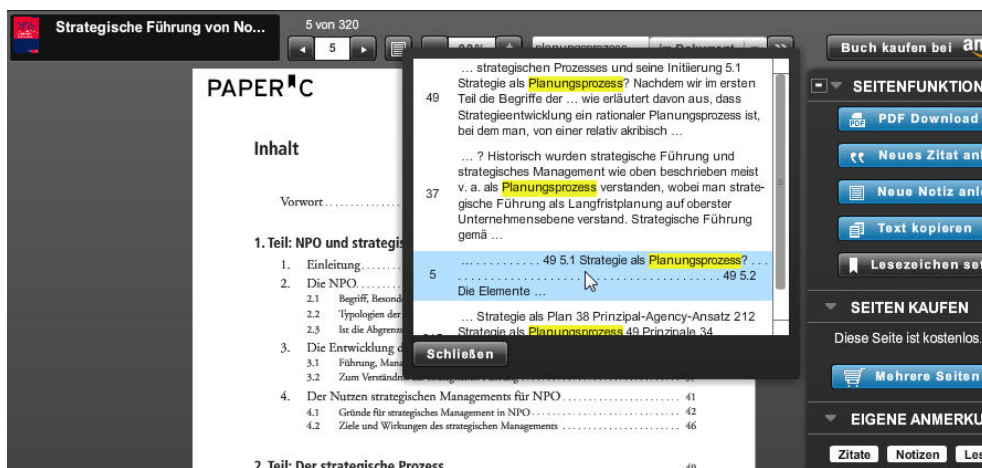 Strategische Führung von No...
5 von 320
5
planungsprozess
im Dokument
Buch kaufen bei
PAPER C
Inhalt
Vorwort
1. Teil: NPO und strategis
1. Einleitung
2. Die NPO
2.1 Begriff, Besond
2.2 Typologien der
2.3 Ist die Abgrenz
3. Die Entwicklung d
3.1 Führung, Mana
3.2
4. Der Nutzen strategischen Managements für NPO 41
4.1 Gründe für strategisches Management in NPO 42
4.2 Ziele und Wirkungen des strategischen Managements 46
2. Teil: Der strategische Prozess 49
... strategischen Prozesses und seine Initiierung 5.1
Strategie als Planungsprozess? Nachdem wir im ersten
49 Teil die Begriffe der ... wie erläutert davon aus, dass
Strategieentwicklung ein rationaler Planungsprozess ist,
bei dem man, von einer relativ akribisch ...
... ? Historisch wurden strategische Führung und
strategisches Management wie oben beschrieben meist
37 v. a. als Planungsprozess verstanden, wobei man strate-
gische Führung als Langfristplanung auf oberster
Unternehmensebene verstand. Strategische Führung
gemä ...
... . . . . . . . . . . 49 5.1 Strategie als Planungsprozess? . . .
5 . . . . . . . . . . . . . . . . . . . . . . . . . . . . . . . . . . . 49 5.2
Die Elemente ...
... Strategie als Plan 38 Prinzipal-Agency-Ansatz 212
Strategie als Planungsprozess 49 Prinzipale 34
Schließen
SEITENFUNKTION
PDF Download
Neues Zitat anl
Neue Notiz anle
Text kopieren
Lesezeichen set
SEITEN KAUFEN
Diese Seite ist kostenlos.
Mehrere Seiten
EIGENE ANMERKU
Zitate Notizen Les